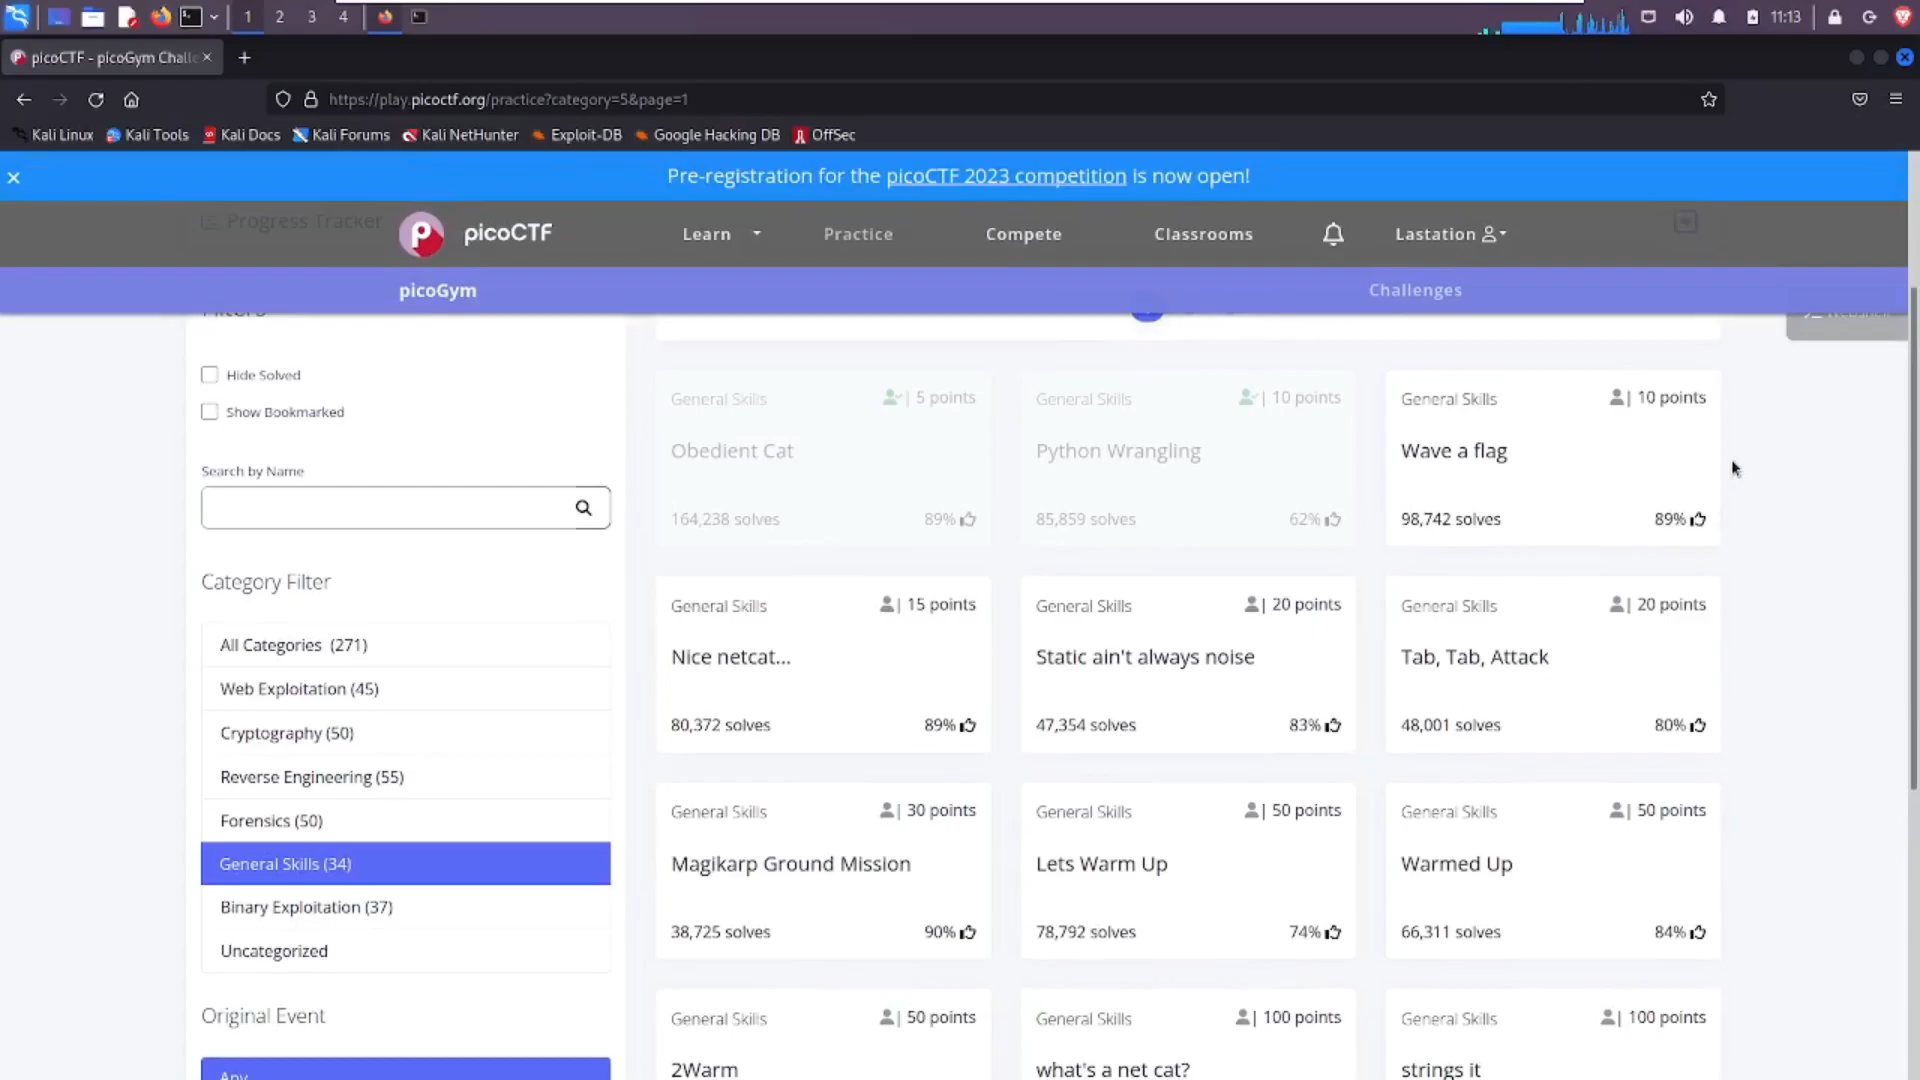 1 2 3 4
11:13
picoCTF - picoGym Challe
https://play.picoctf.org/practice?category=5&page=1
Kali Linux Kali Tools Kali Docs Kali Forums Kali NetHunter Exploit-DB Google Hacking DB OffSec
Pre-registration for the picoCTF 2023 competition is now open!
Progress Tracker
picoCTF Learn Practice Compete Classrooms Lastation
picoGym Challenges
Filters
Webshell
Hide Solved
Show Bookmarked
Search by Name
Category Filter
All Categories (271)
Web Exploitation (45)
Cryptography (50)
Reverse Engineering (55)
Forensics (50)
General Skills (34)
Binary Exploitation (37)
Uncategorized
Original Event
Any
General Skills | 5 points
Obedient Cat
164,238 solves 89%
General Skills | 10 points
Python Wrangling
85,859 solves 62%
General Skills | 10 points
Wave a flag
98,742 solves 89%
General Skills | 15 points
Nice netcat...
80,372 solves 89%
General Skills | 20 points
Static ain't always noise
47,354 solves 83%
General Skills | 20 points
Tab, Tab, Attack
48,001 solves 80%
General Skills | 30 points
Magikarp Ground Mission
38,725 solves 90%
General Skills | 50 points
Lets Warm Up
78,792 solves 74%
General Skills | 50 points
Warmed Up
66,311 solves 84%
General Skills | 50 points
2Warm
General Skills | 100 points
what's a net cat?
General Skills | 100 points
strings it